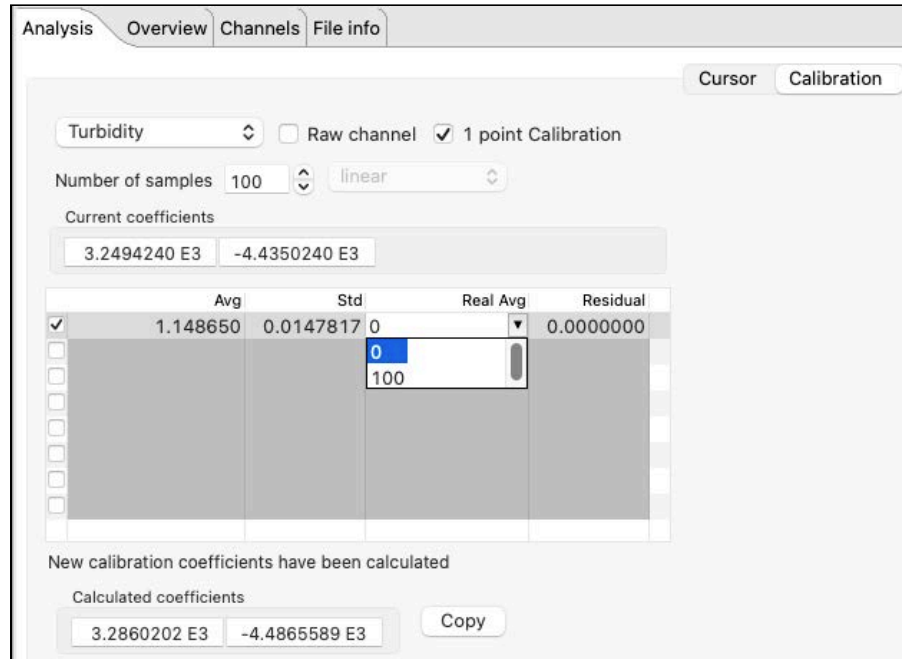 Analysis Overview Channels File info
Cursor Calibration
Turbidity Raw channel 1 point Calibration
Number of samples 100 linear
Current coefficients
3.2494240 E3 -4.4350240 E3
Avg Std Real Avg Residual
1.148650 0.0147817 0 0.0000000
0
100
New calibration coefficients have been calculated
Calculated coefficients
3.2860202 E3 -4.4865589 E3 Copy